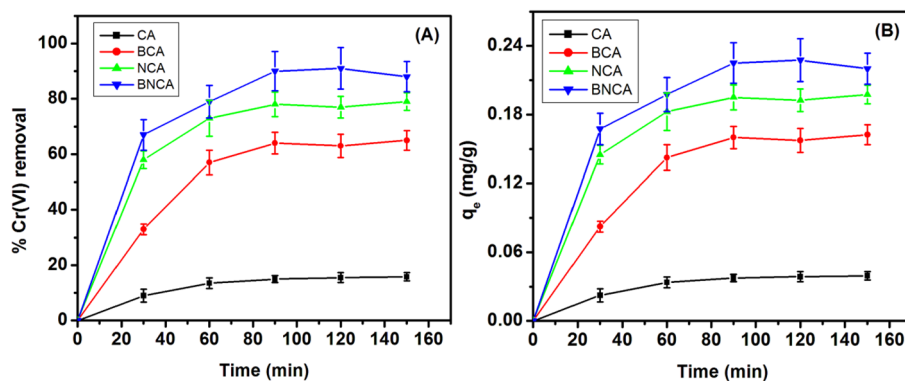 (A)
CA
BCA
NCA
BNCA
100
80
60
40
20
0
% Cr(VI) removal
0 20 40 60 80 100 120 140 160
Time (min)
(B)
CA
BCA
NCA
BNCA
0.24
0.18
0.12
0.06
0.00
qe (mg/g)
0 20 40 60 80 100 120 140 160
Time (min)